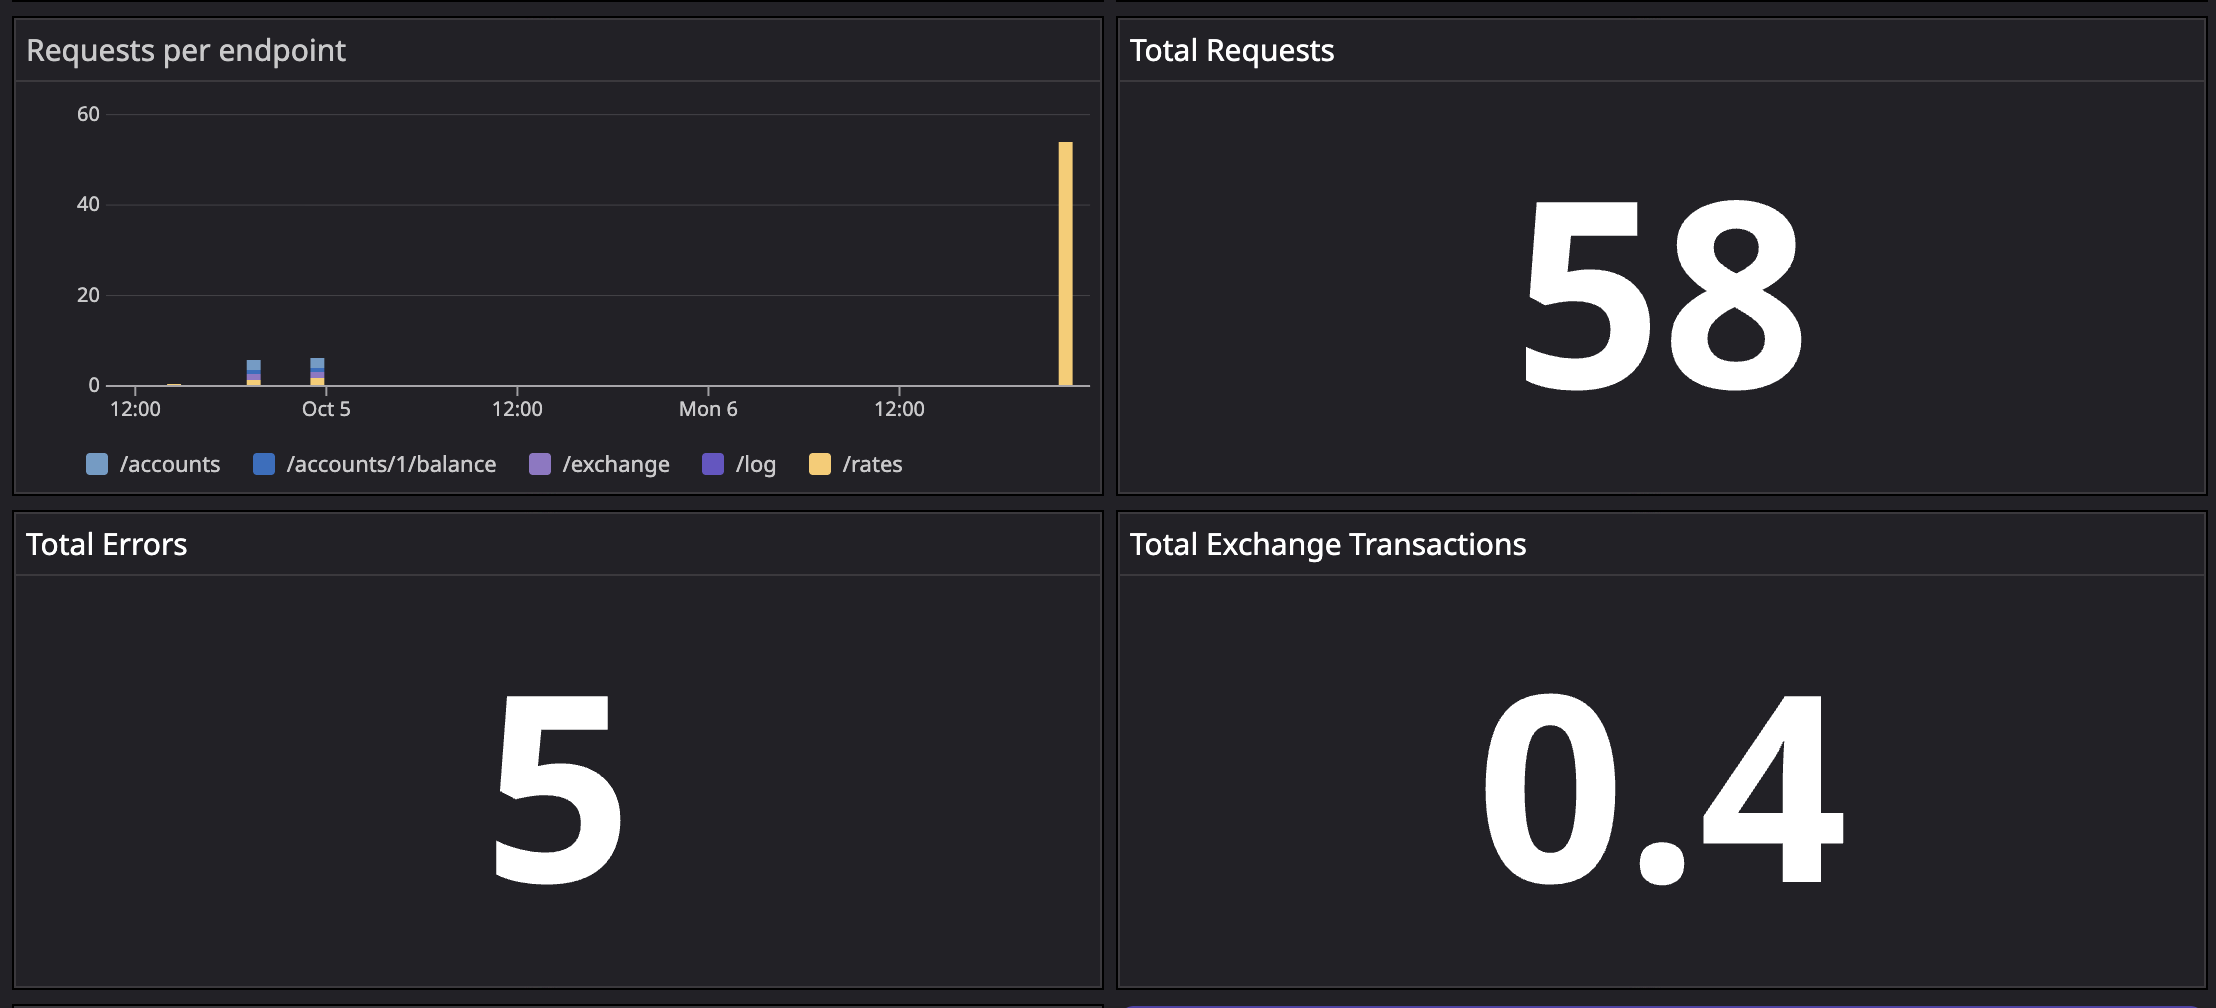 Requests per endpoint
60
40
20
0
12:00 Oct 5 12:00 Mon 6 12:00
/accounts /accounts/1/balance /exchange /log /rates
Total Requests
58
Total Errors
5
Total Exchange Transactions
0.4